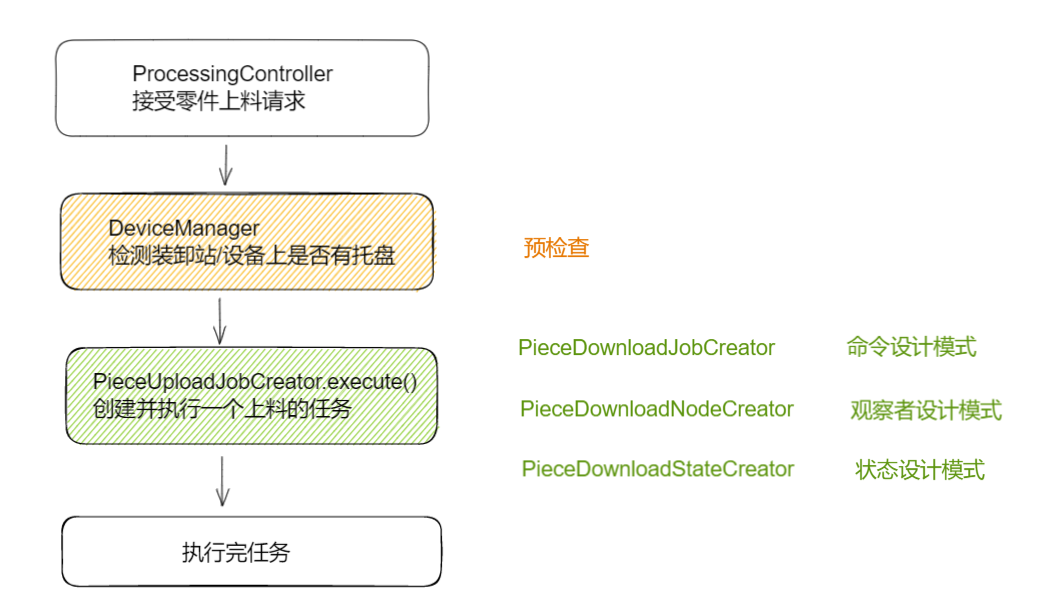 ProcessingController
接受零件上料请求
DeviceManager
检测装卸站/设备上是否有托盘
预检查
PieceUploadJobCreator.execute()
创建并执行一个上料的任务
PieceDownloadJobCreator 命令设计模式
PieceDownloadNodeCreator 观察者设计模式
PieceDownloadStateCreator 状态设计模式
执行完任务